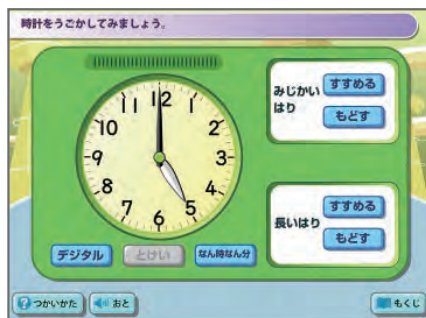 時計をうごかしてみましょう。
11 12 1
10 2
9 3
8 4
7 6 5
みじかい
はり
すすめる
もどす
長いはり
すすめる
もどす
デジタル とけい なん時なん分
? つかいかた おと もくじ